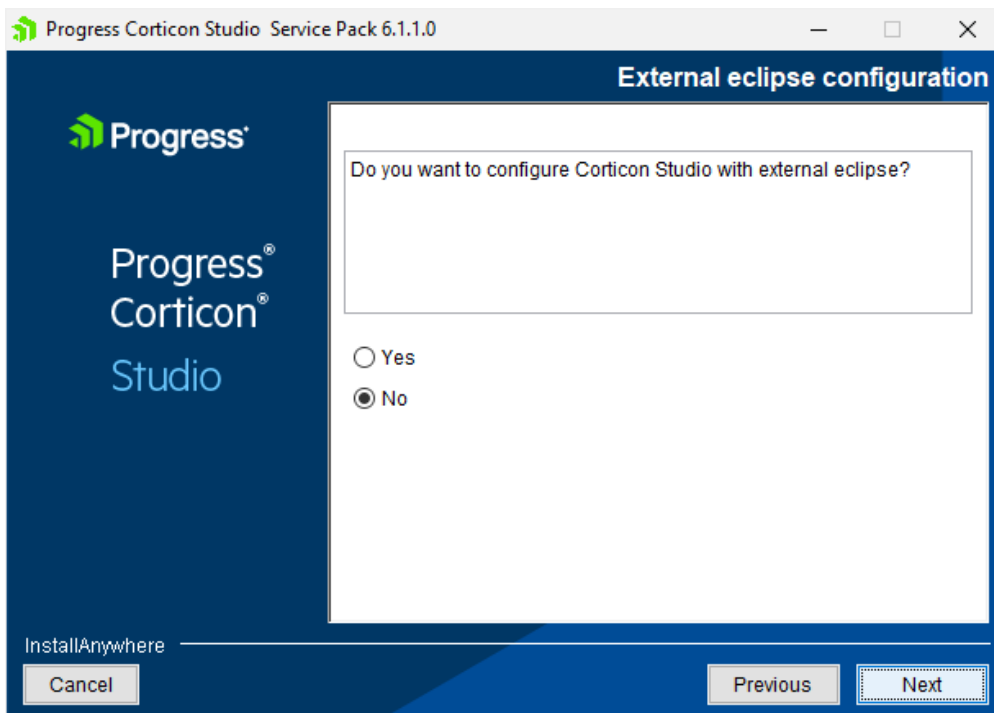 Progress Corticon Studio Service Pack 6.1.1.0
External eclipse configuration
Progress
Progress®
Corticon®
Studio
Do you want to configure Corticon Studio with external eclipse?
Yes
No
InstallAnywhere
Cancel
Previous
Next